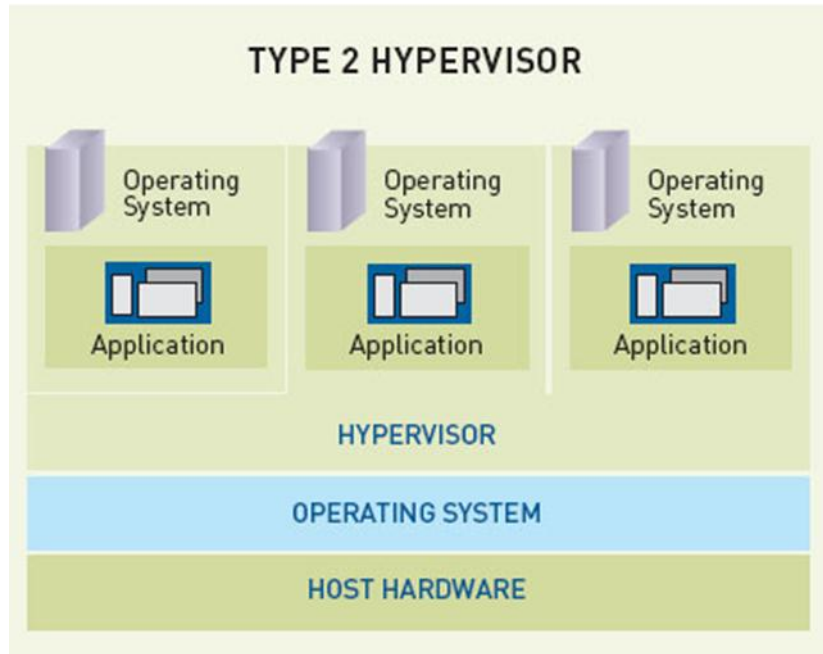 TYPE 2 HYPERVISOR
Operating
System
Operating
System
Operating
System
Application
Application
Application
HYPERVISOR
OPERATING SYSTEM
HOST HARDWARE